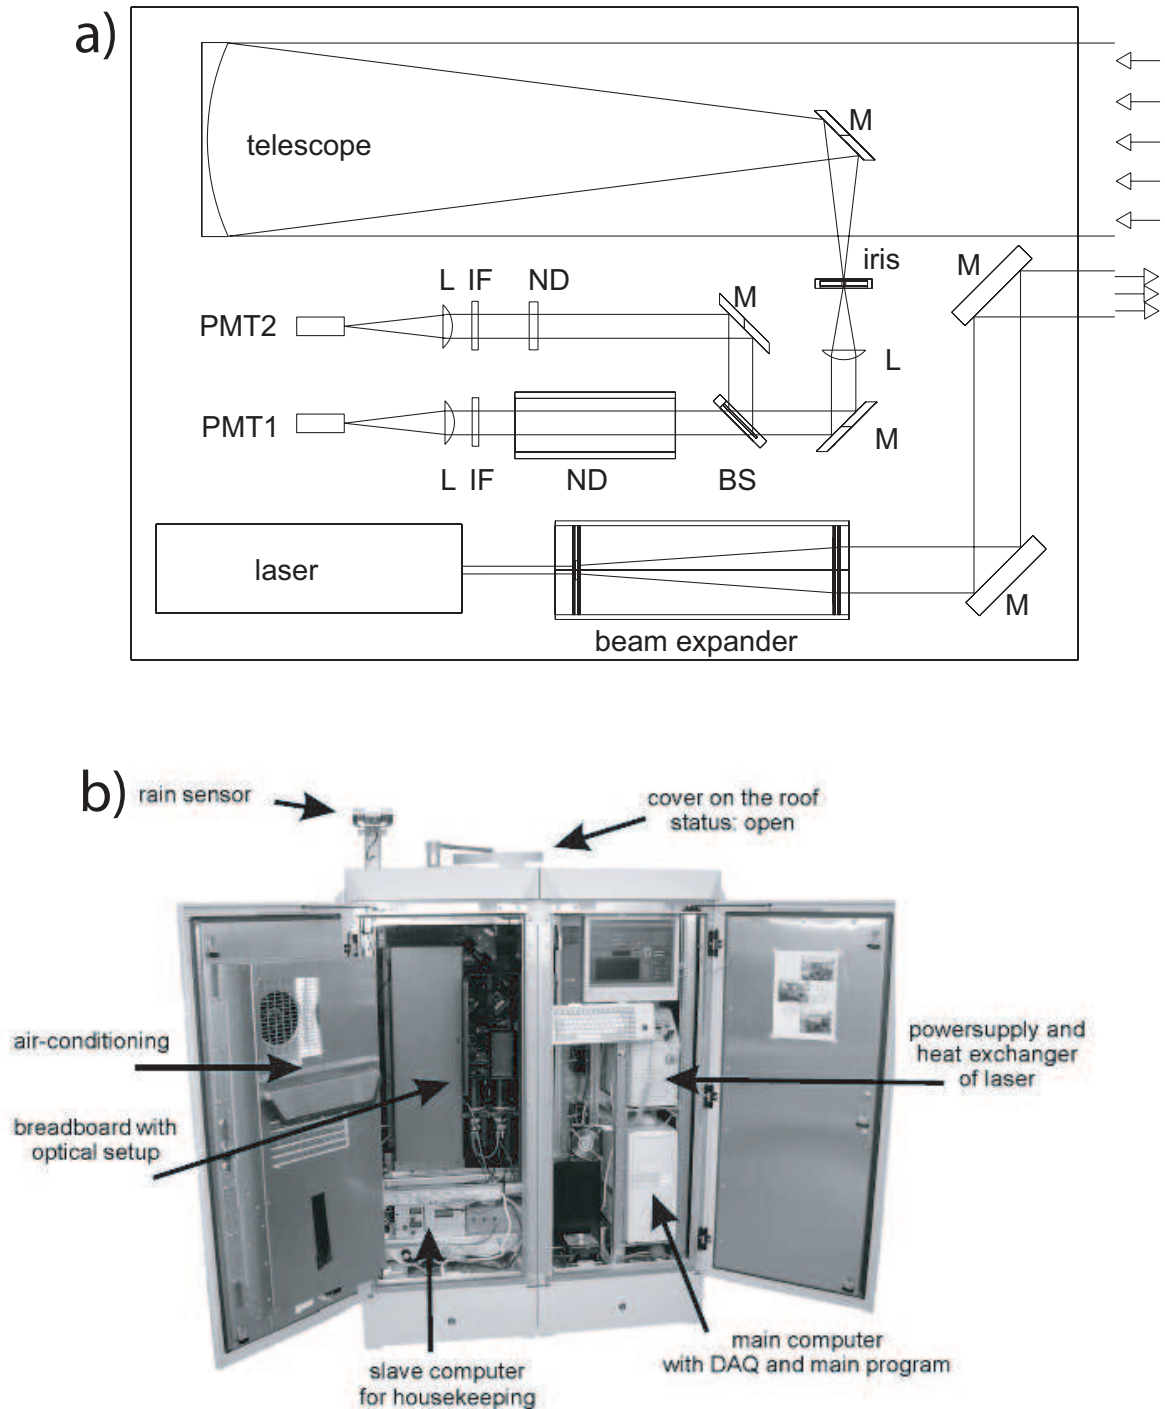 a)
M
telescope
iris
M
L IF ND
M
PMT2
L
PMT1
M
L IF ND BS
laser
M
beam expander
b)
rain sensor
cover on the roof
status: open
air-conditioning
powersupply and
heat exchanger
of laser
breadboard with
optical setup
main computer
with DAQ and main program
slave computer
for housekeeping